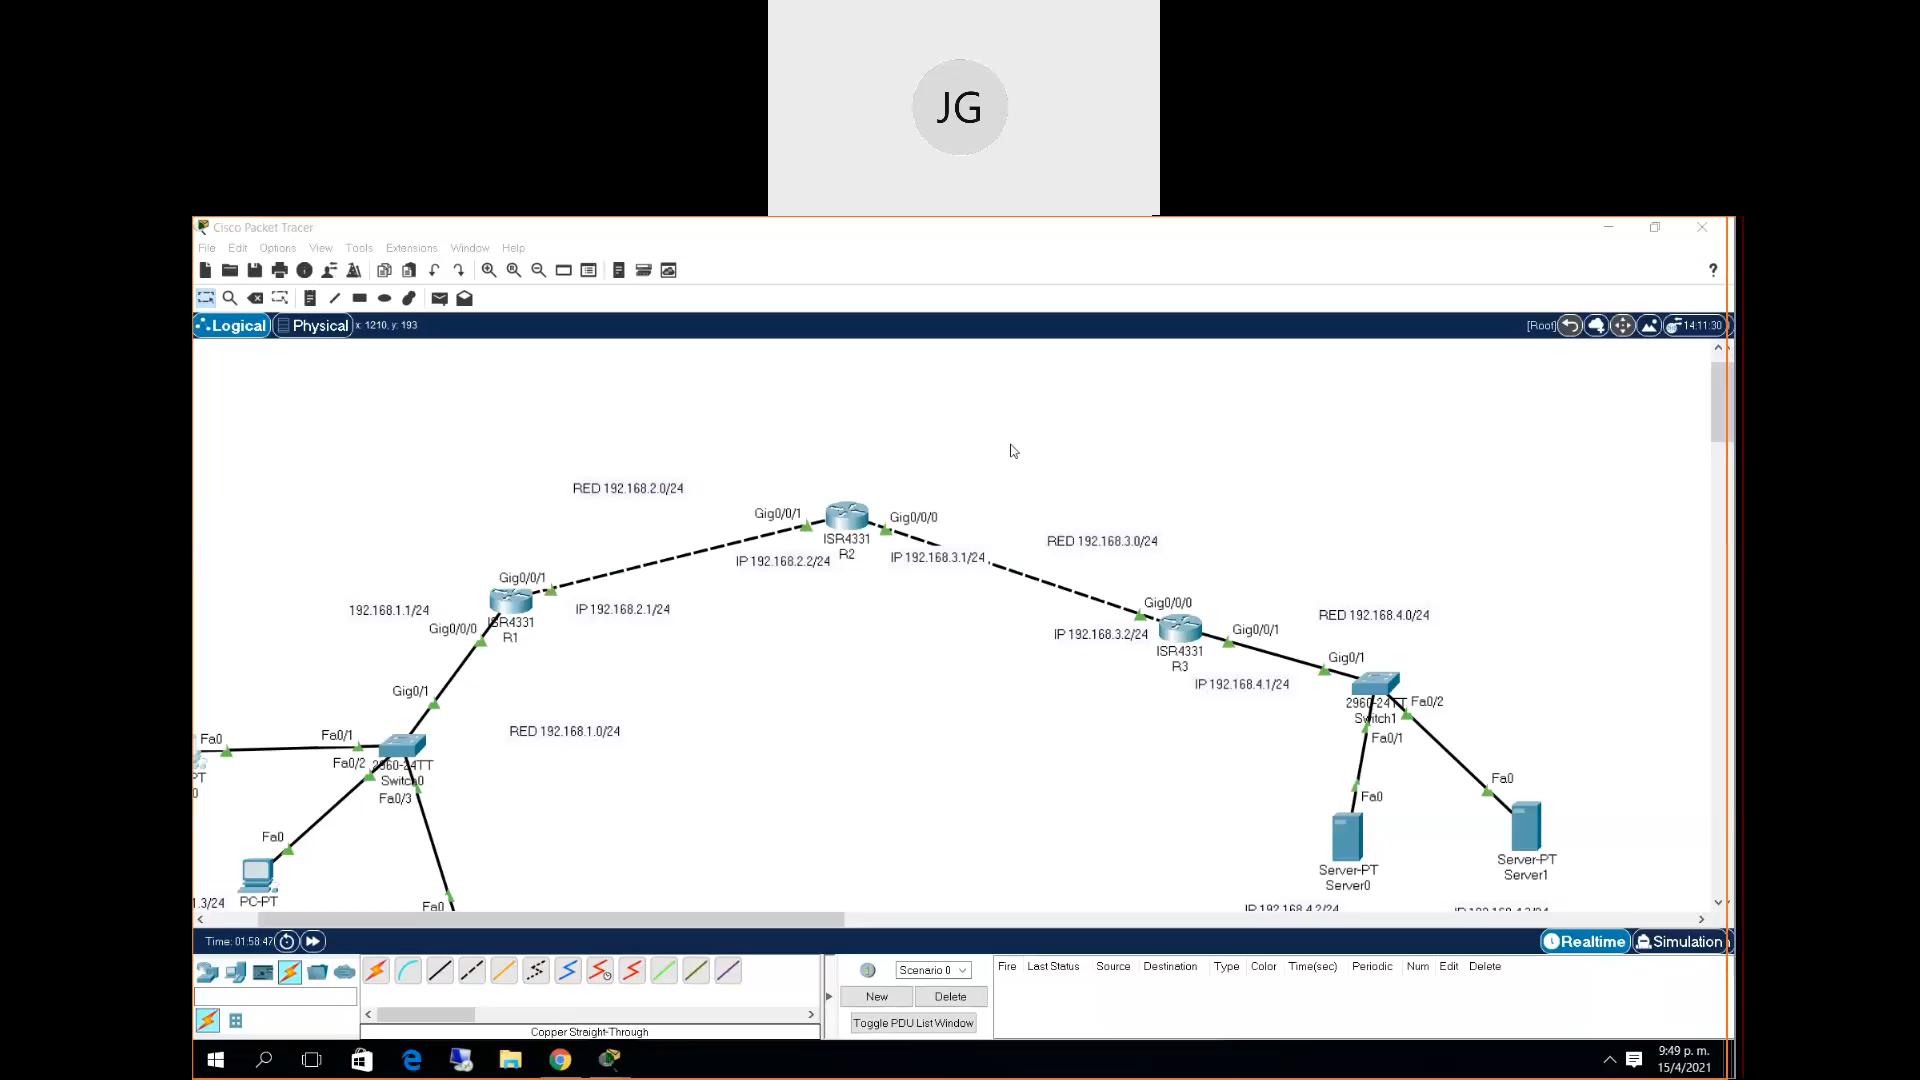 JG
Cisco Packet Tracer
File Edit Options View Tools Extensions Window Help
?
Logical Physical x: 1210, y: 193
[Root] 14:11:30
RED 192.168.2.0/24
Gig0/0/1
Gig0/0/0
ISR4331
R2
IP 192.168.2.2/24
IP 192.168.3.1/24
RED 192.168.3.0/24
Gig0/0/1
192.168.1.1/24
IP 192.168.2.1/24
Gig0/0/0
ISR4331
R1
Gig0/0/0
IP 192.168.3.2/24
ISR4331
R3
Gig0/0/1
RED 192.168.4.0/24
Gig0/1
IP 192.168.4.1/24
2960-24TT
Switch1
Fa0/2
Fa0/1
Gig0/1
RED 192.168.1.0/24
Fa0
Fa0/1
Fa0/2
2960-24TT
Switch0
Fa0/3
PT
0
Fa0
Fa0
Fa0
Server-PT
Server0
Server-PT
Server1
1.3/24
PC-PT
Fa0
IP 192.168.4.2/24
IP 192.168.4.3/24
Time: 01:58:47
Realtime Simulation
Scenario 0
New Delete
Toggle PDU List Window
Fire Last Status Source Destination Type Color Time(sec) Periodic Num Edit Delete
Copper Straight-Through
9:49 p. m.
15/4/2021